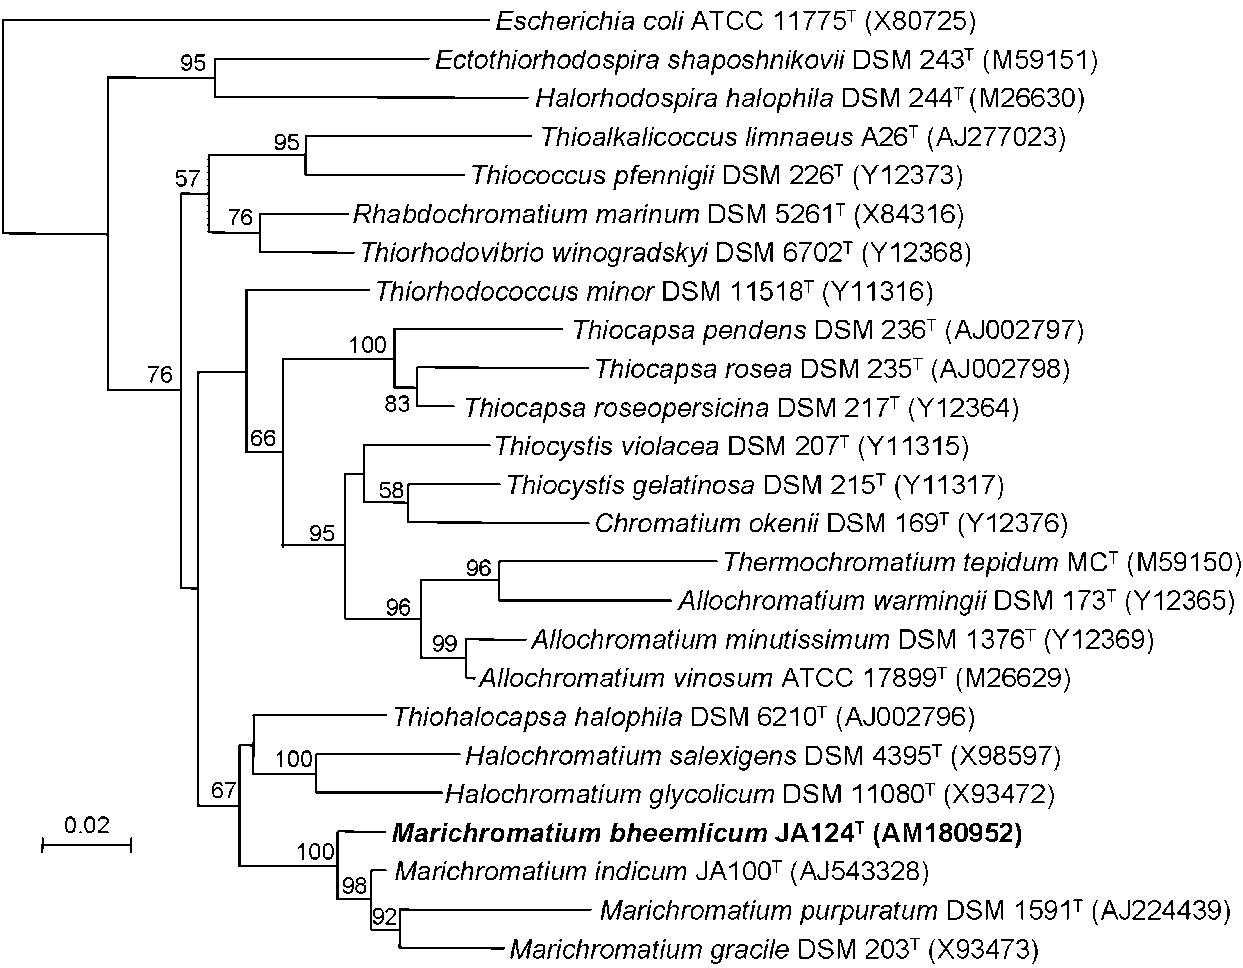 Escherichia coli ATCC 11775ᵀ (X80725)
95
Ectothiorhodospira shaposhnikovii DSM 243ᵀ (M59151)
Halorhodospira halophila DSM 244ᵀ (M26630)
95
Thioalkalicoccus limnaeus A26ᵀ (AJ277023)
57
Thiococcus pfennigii DSM 226ᵀ (Y12373)
76
Rhabdochromatium marinum DSM 5261ᵀ (X84316)
Thiorhodovibrio winogradskyi DSM 6702ᵀ (Y12368)
Thiorhodococcus minor DSM 11518ᵀ (Y11316)
Thiocapsa pendens DSM 236ᵀ (AJ002797)
100
76
Thiocapsa rosea DSM 235ᵀ (AJ002798)
83
Thiocapsa roseopersicina DSM 217ᵀ (Y12364)
66
Thiocystis violacea DSM 207ᵀ (Y11315)
58
Thiocystis gelatinosa DSM 215ᵀ (Y11317)
Chromatium okenii DSM 169ᵀ (Y12376)
95
96
Thermochromatium tepidum MCᵀ (M59150)
96
Allochromatium warmingii DSM 173ᵀ (Y12365)
99
Allochromatium minutissimum DSM 1376ᵀ (Y12369)
Allochromatium vinosum ATCC 17899ᵀ (M26629)
Thiohalocapsa halophila DSM 6210ᵀ (AJ002796)
100
Halochromatium salexigens DSM 4395ᵀ (X98597)
67
Halochromatium glycolicum DSM 11080ᵀ (X93472)
0.02
Marichromatium bheemlicum JA124ᵀ (AM180952)
100
Marichromatium indicum JA100ᵀ (AJ543328)
98
92
Marichromatium purpuratum DSM 1591ᵀ (AJ224439)
Marichromatium gracile DSM 203ᵀ (X93473)